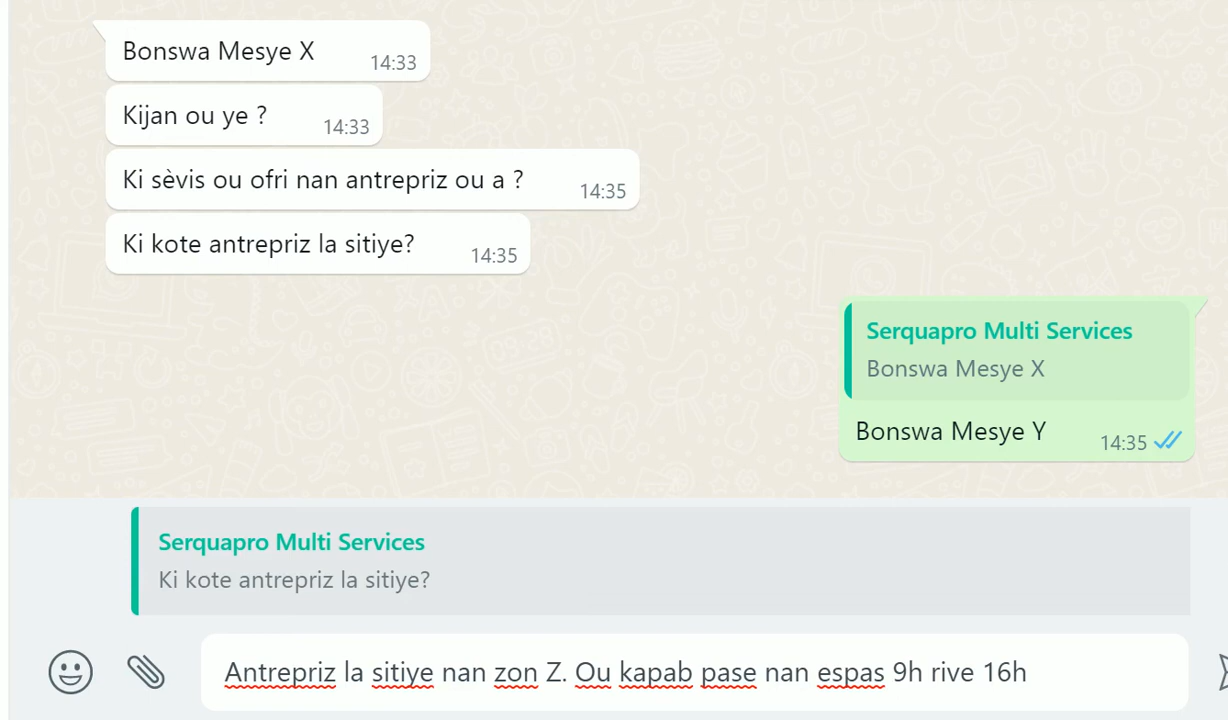 Bonswa Mesye X
14:33
Kijan ou ye ?
14:33
Ki sèvis ou ofri nan antrepriz ou a ?
14:35
Ki kote antrepriz la sitiye?
14:35
Serquapro Multi Services
Bonswa Mesye X
Bonswa Mesye Y
14:35
Serquapro Multi Services
Ki kote antrepriz la sitiye?
Antrepriz la sitiye nan zon Z. Ou kapab pase nan espas 9h rive 16h